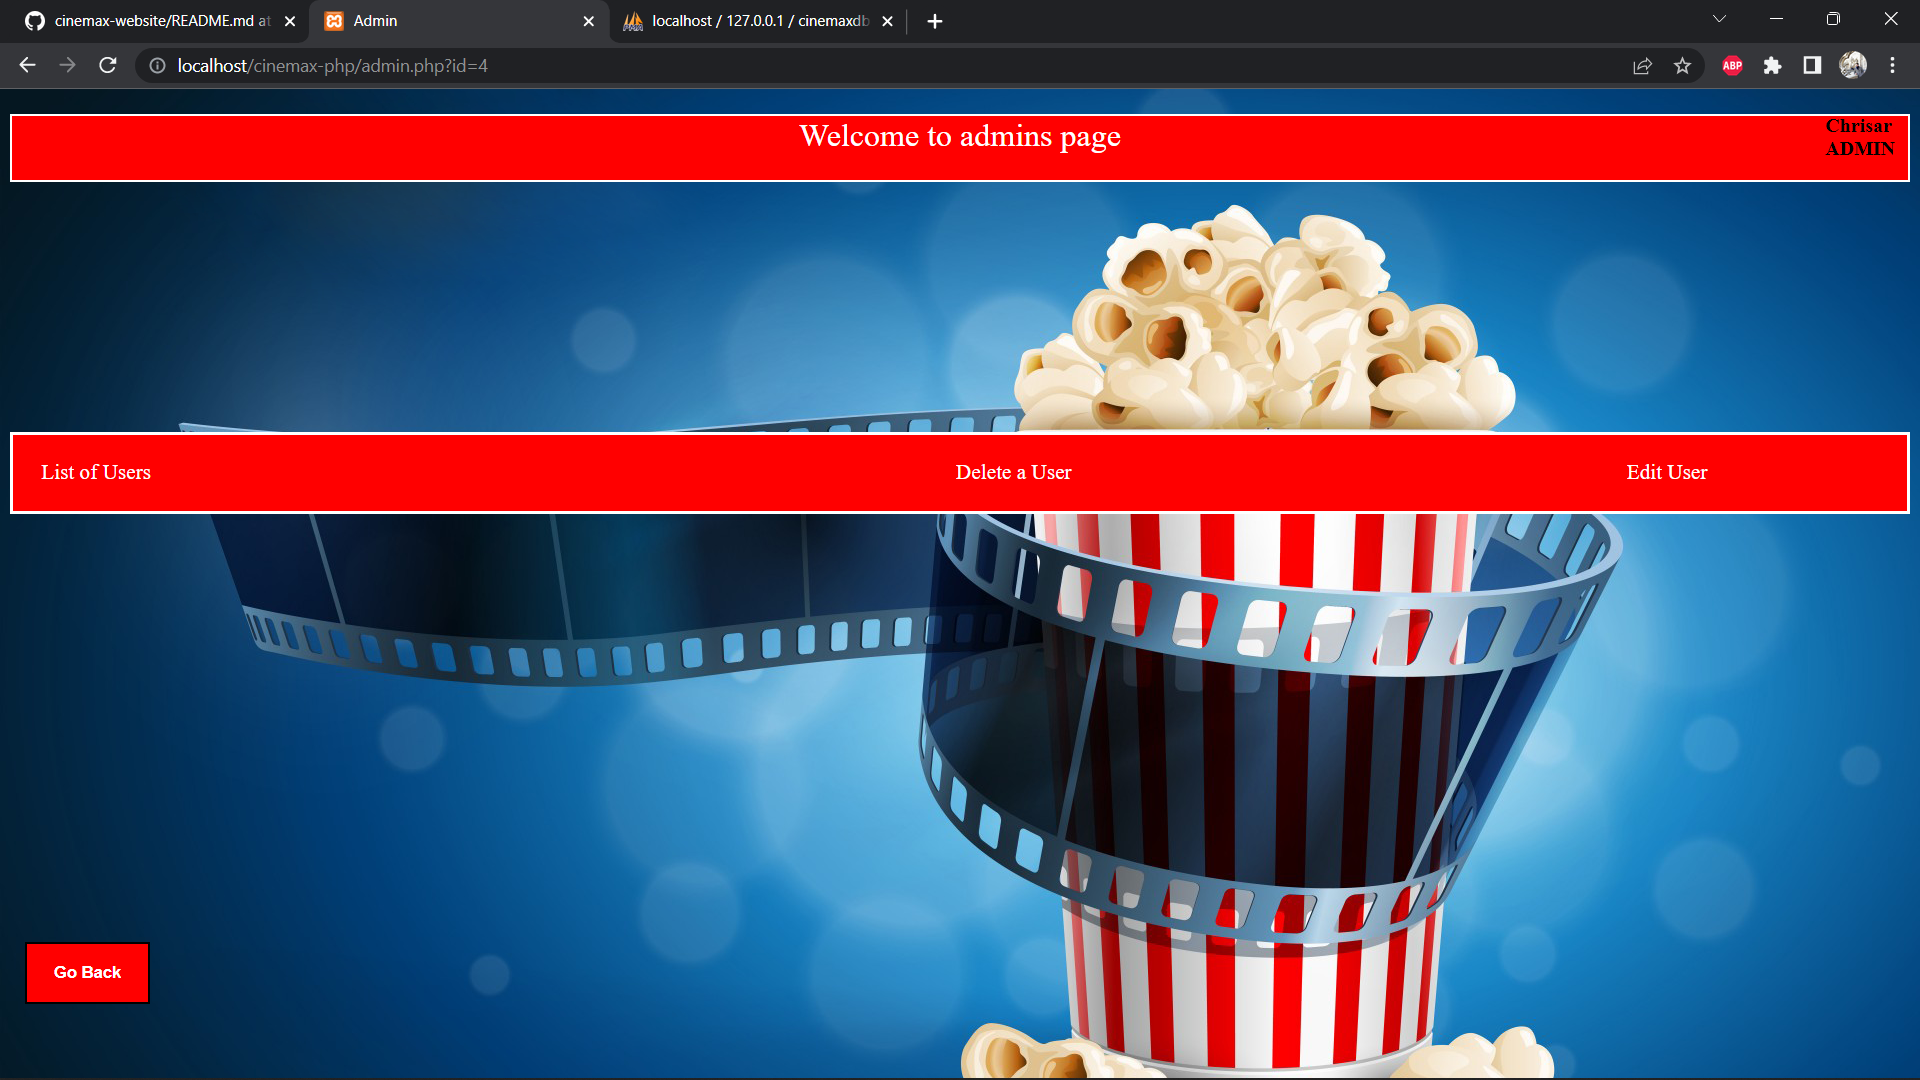 cinemax-website/README.md at
Admin
localhost / 127.0.0.1 / cinemaxdb
localhost/cinemax-php/admin.php?id=4
ABP
Welcome to admins page
Chrisar
ADMIN
List of Users
Delete a User
Edit User
Go Back